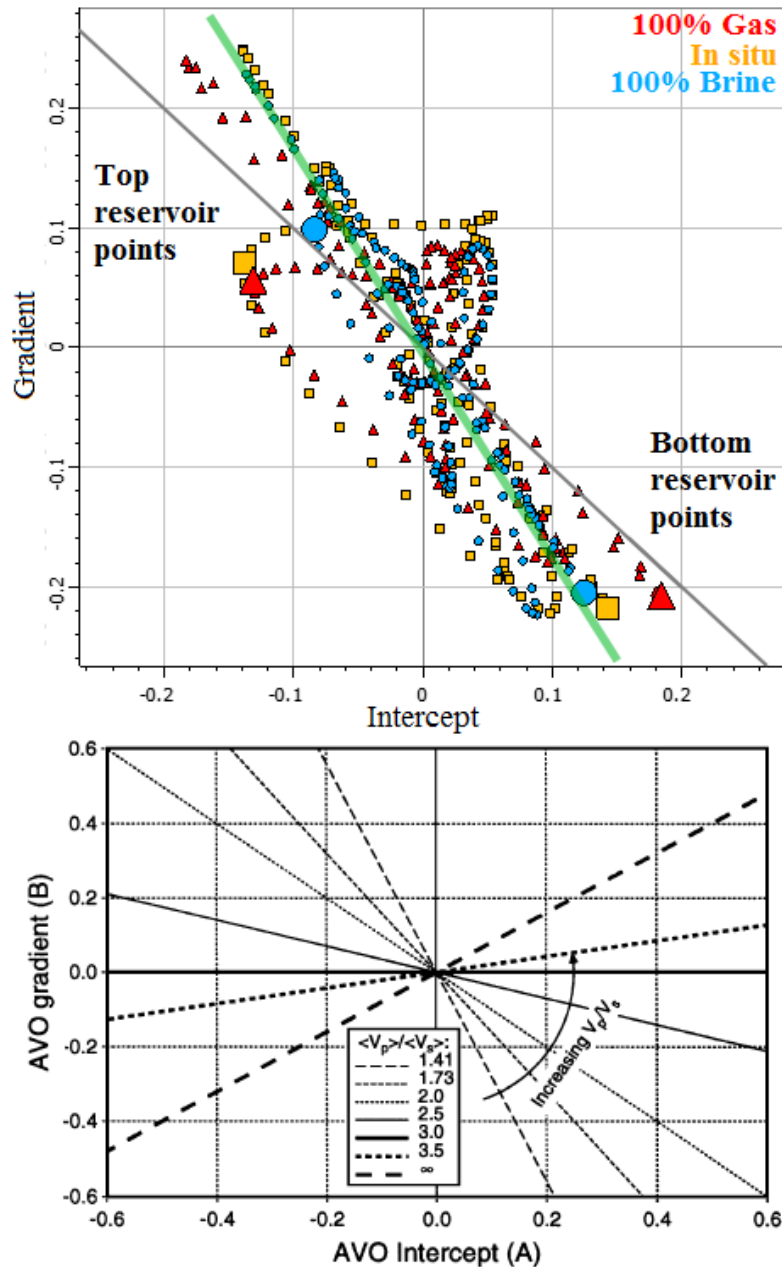 100% Gas
In situ
100% Brine
Top
reservoir
points
Bottom
reservoir
points
Gradient
0.2
0.1
0
-0.1
-0.2
-0.2
-0.1
0
0.1
0.2
Intercept
AVO gradient (B)
0.6
0.4
0.2
0.0
-0.2
-0.4
-0.6
<Vp>/<Vs>:
1.41
1.73
2.0
2.5
3.0
3.5
∞
Increasing Vp/Vs
-0.6
-0.4
-0.2
0.0
0.2
0.4
0.6
AVO Intercept (A)